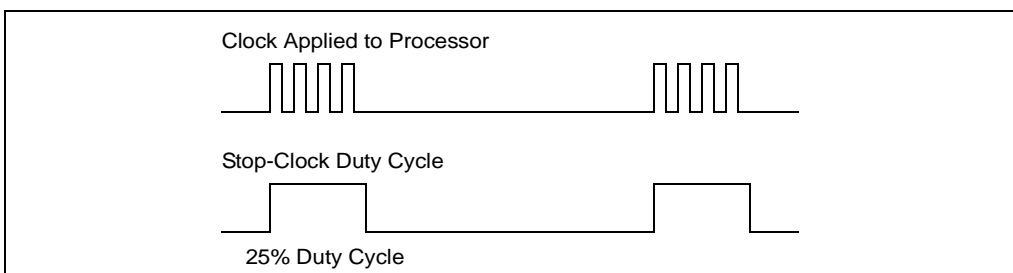 Clock Applied to Processor
Stop-Clock Duty Cycle
25% Duty Cycle